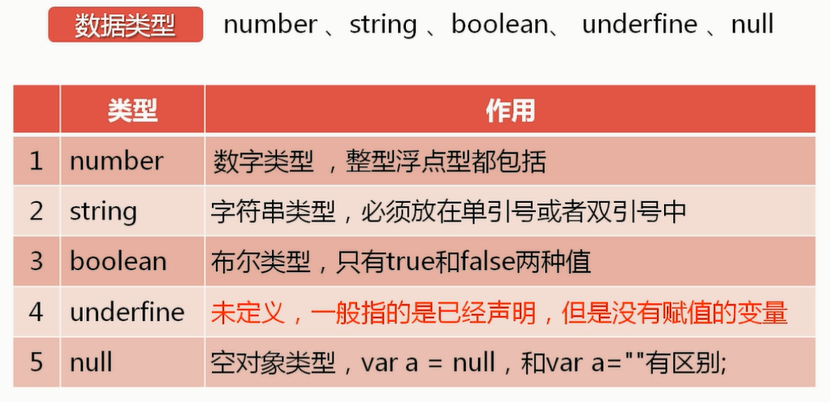 数据类型 number 、string 、boolean、 underfine 、null
类型 作用
1 number 数字类型 ，整型浮点型都包括
2 string 字符串类型，必须放在单引号或者双引号中
3 boolean 布尔类型，只有true和false两种值
4 underfine 未定义，一般指的是已经声明，但是没有赋值的变量
5 null 空对象类型，var a = null，和var a=""有区别;